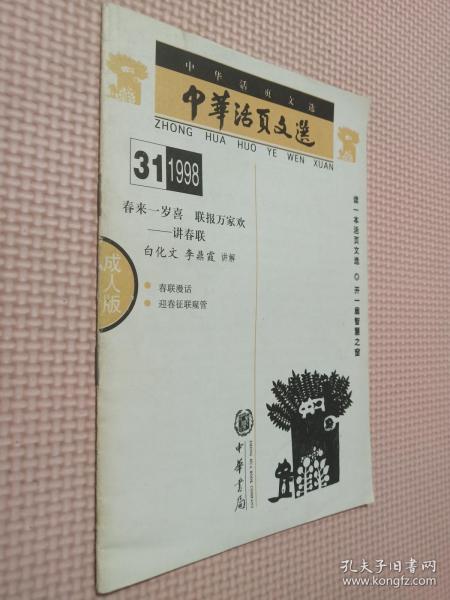 中华活页文选
中華活頁文選
ZHONG HUA HUO YE WEN XUAN
31 1998
春来一岁喜 联报万家欢
——讲春联
白化文 李鼎霞 讲解
成人版
● 春联漫话
● 迎春征联窥管
读一本活页文选 ○ 开一扇智慧之窗
中華書局
孔夫子旧书网
www.kongfz.com